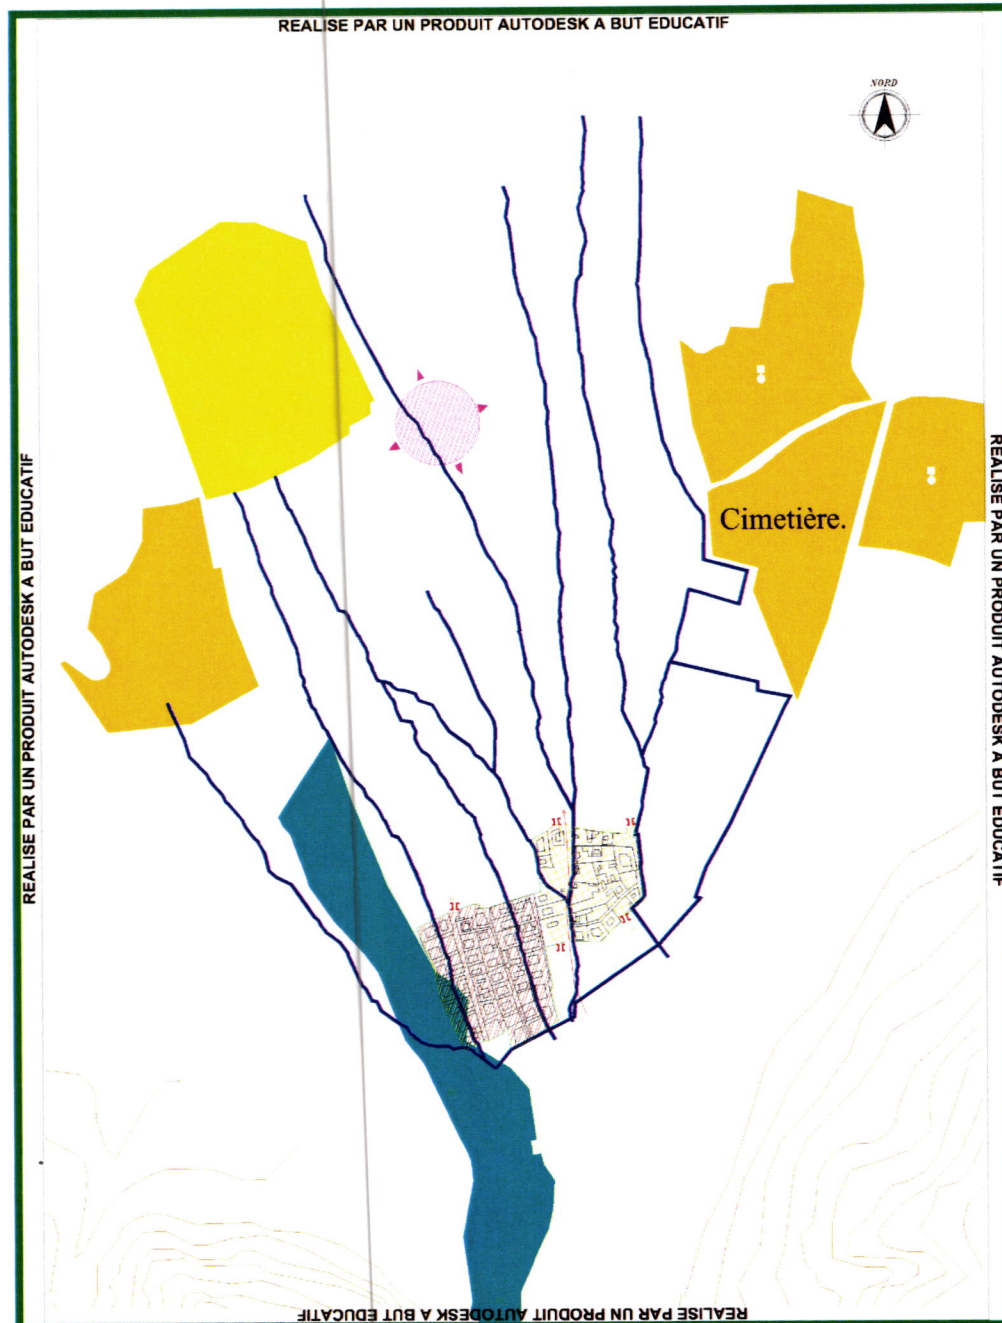 REALISE PAR UN PRODUIT AUTODESK A BUT EDUCATIF
NORD
REALISE PAR UN PRODUIT AUTODESK A BUT EDUCATIF
REALISE PAR UN PRODUIT AUTODESK A BUT EDUCATIF
Cimetière.
REALISE PAR UN PRODUIT AUTODESK A BUT EDUCATIF